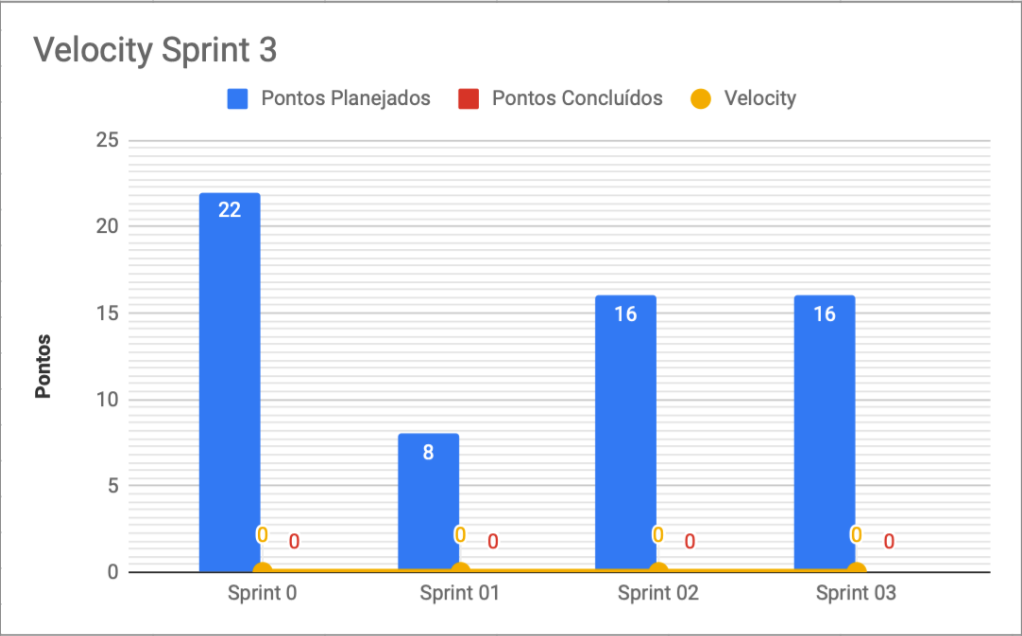 Velocity Sprint 3
Pontos Planejados Pontos Concluídos Velocity
25
20
15
10
5
0
Pontos
22
8
16
16
0 0 0 0 0 0 0 0
Sprint 0 Sprint 01 Sprint 02 Sprint 03